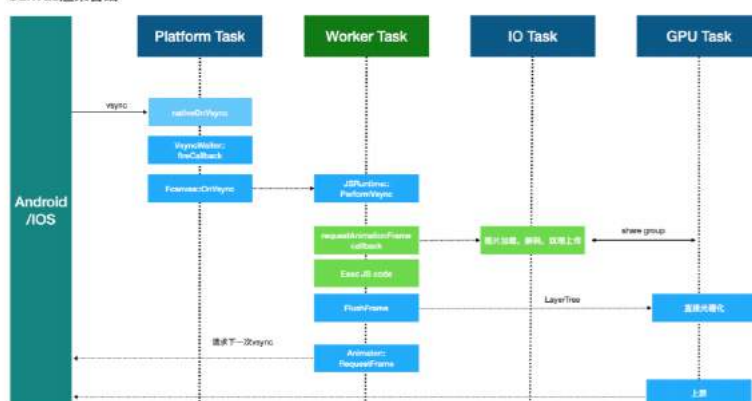 Platform Task
Worker Task
IO Task
GPU Task
vsync
nativeOnVsync
VsyncWaiter::
fireCallback
Fcanvas::OnVsync
JSRuntime::
PerformVsync
Android
/IOS
requestAnimationFrame
callback
图片加载，解码，纹理上传
share group
Exec JS code
FlushFrame
LayerTree
直接光栅化
请求下一次vsync
Animator::
RequestFrame
上屏